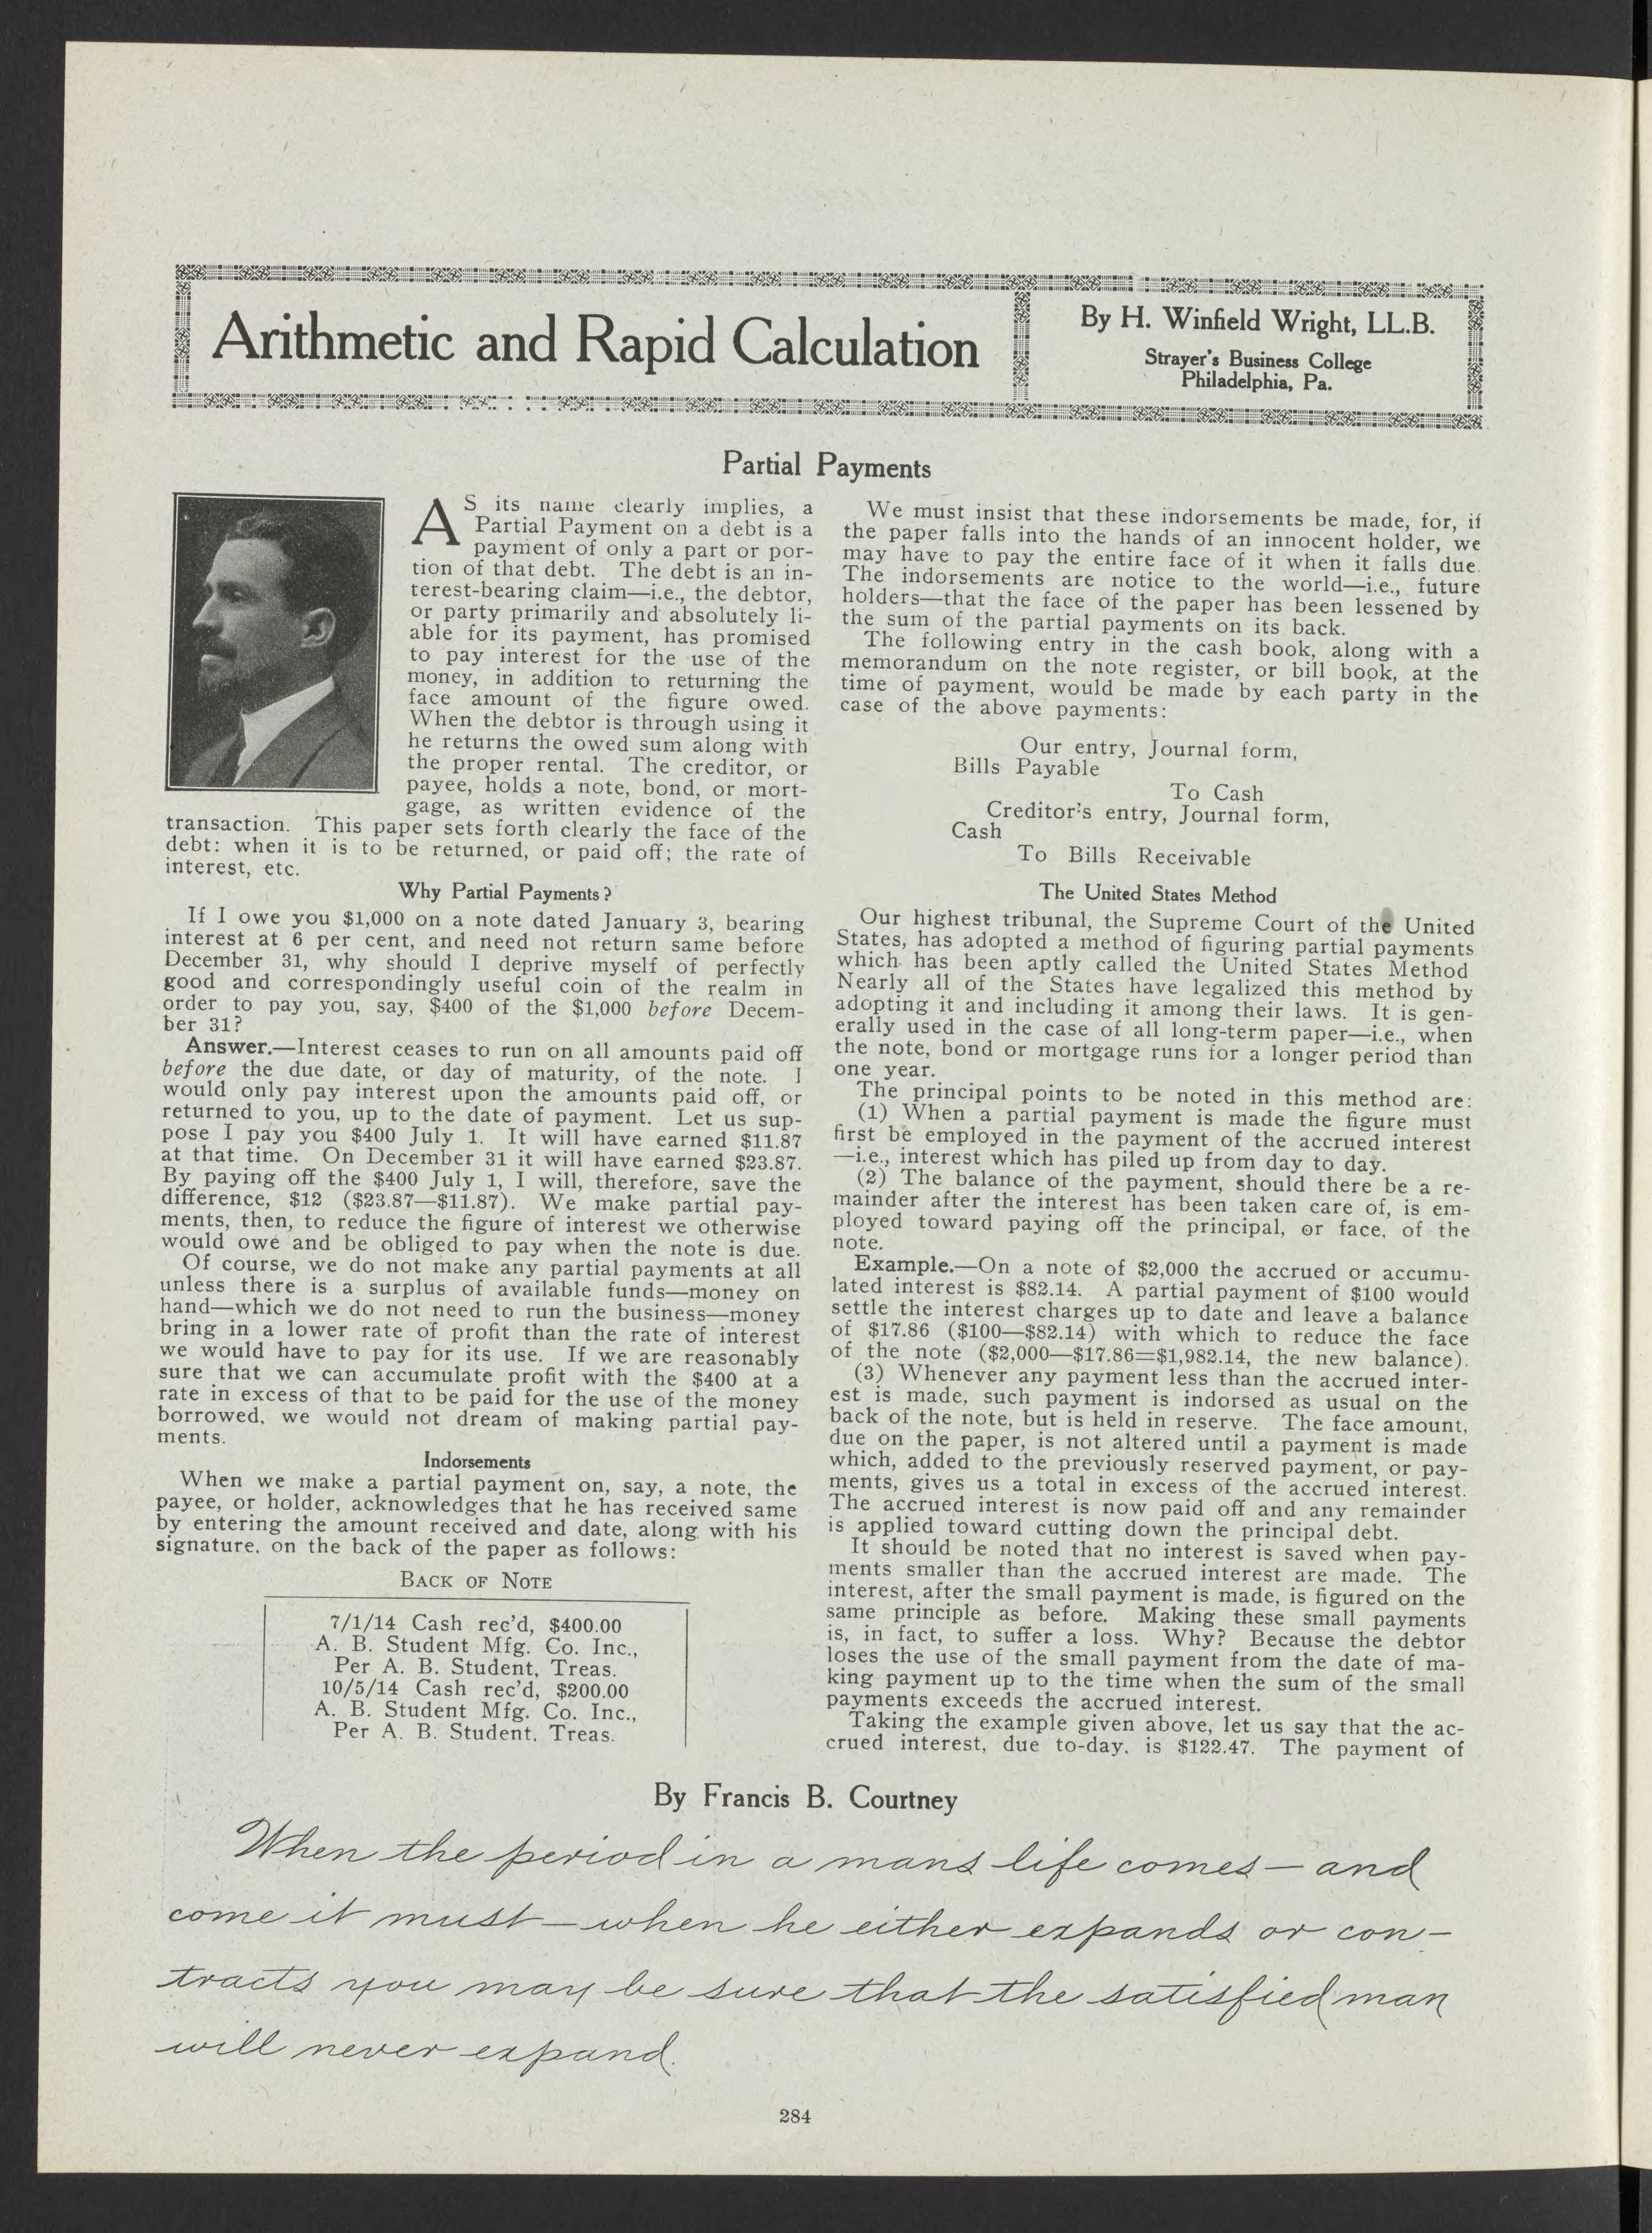 Arithmetic and Rapid Calculation
By H. Winfield Wright, LL.B.
Strayer's Business College
Philadelphia, Pa.
Partial Payments
AS its name clearly implies, a
Partial Payment on a debt is a
payment of only a part or por-
tion of that debt. The debt is an in-
terest-bearing claim—i.e., the debtor,
or party primarily and absolutely li-
able for its payment, has promised
to pay interest for the use of the
money, in addition to returning the
face amount of the figure owed.
When the debtor is through using it
he returns the owed sum along with
the proper rental. The creditor, or
payee, holds a note, bond, or mort-
gage, as written evidence of the
transaction. This paper sets forth clearly the face of the
debt: when it is to be returned, or paid off; the rate of
interest, etc.
Why Partial Payments?
If I owe you $1,000 on a note dated January 3, bearing
interest at 6 per cent, and need not return same before
December 31, why should I deprive myself of perfectly
good and correspondingly useful coin of the realm in
order to pay you, say, $400 of the $1,000 before Decem-
ber 31?
Answer.—Interest ceases to run on all amounts paid off
before the due date, or day of maturity, of the note. I
would only pay interest upon the amounts paid off, or
returned to you, up to the date of payment. Let us sup-
pose I pay you $400 July 1. It will have earned $11.87
at that time. On December 31 it will have earned $23.87.
By paying off the $400 July 1, I will, therefore, save the
difference, $12 ($23.87—$11.87). We make partial pay-
ments, then, to reduce the figure of interest we otherwise
would owe and be obliged to pay when the note is due.
Of course, we do not make any partial payments at all
unless there is a surplus of available funds—money on
hand—which we do not need to run the business—money
bring in a lower rate of profit than the rate of interest
we would have to pay for its use. If we are reasonably
sure that we can accumulate profit with the $400 at a
rate in excess of that to be paid for the use of the money
borrowed, we would not dream of making partial pay-
ments.
Indorsements
When we make a partial payment on, say, a note, the
payee, or holder, acknowledges that he has received same
by entering the amount received and date, along with his
signature, on the back of the paper as follows:
BACK OF NOTE
7/1/14 Cash rec'd, $400.00
A. B. Student Mfg. Co. Inc.,
Per A. B. Student, Treas.
10/5/14 Cash rec'd, $200.00
A. B. Student Mfg. Co. Inc.,
Per A. B. Student, Treas.
We must insist that these indorsements be made, for, if
the paper falls into the hands of an innocent holder, we
may have to pay the entire face of it when it falls due.
The indorsements are notice to the world—i.e., future
holders—that the face of the paper has been lessened by
the sum of the partial payments on its back.
The following entry in the cash book, along with a
memorandum on the note register, or bill book, at the
time of payment, would be made by each party in the
case of the above payments:
Our entry, Journal form,
Bills Payable
To Cash
Creditor's entry, Journal form,
Cash
To Bills Receivable
The United States Method
Our highest tribunal, the Supreme Court of the United
States, has adopted a method of figuring partial payments
which has been aptly called the United States Method
Nearly all of the States have legalized this method by
adopting it and including it among their laws. It is gen-
erally used in the case of all long-term paper—i.e., when
the note, bond or mortgage runs for a longer period than
one year.
The principal points to be noted in this method are:
(1) When a partial payment is made the figure must
first be employed in the payment of the accrued interest
—i.e., interest which has piled up from day to day.
(2) The balance of the payment, should there be a re-
mainder after the interest has been taken care of, is em-
ployed toward paying off the principal, or face, of the
note.
Example.—On a note of $2,000 the accrued or accumu-
lated interest is $82.14. A partial payment of $100 would
settle the interest charges up to date and leave a balance
of $17.86 ($100—$82.14) with which to reduce the face
of the note ($2,000—$17.86=$1,982.14, the new balance).
(3) Whenever any payment less than the accrued inter-
est is made, such payment is indorsed as usual on the
back of the note, but is held in reserve. The face amount,
due on the paper, is not altered until a payment is made
which, added to the previously reserved payment, or pay-
ments, gives us a total in excess of the accrued interest.
The accrued interest is now paid off and any remainder
is applied toward cutting down the principal debt.
It should be noted that no interest is saved when pay-
ments smaller than the accrued interest are made. The
interest, after the small payment is made, is figured on the
same principle as before. Making these small payments
is, in fact, to suffer a loss. Why? Because the debtor
loses the use of the small payment from the date of ma-
king payment up to the time when the sum of the small
payments exceeds the accrued interest.
Taking the example given above, let us say that the ac-
crued interest, due to-day, is $122.47. The payment of
By Francis B. Courtney
When the period in a mans life comes — and
come it must — when he either expands or con-
tracts you may be sure that the satisfied man
will never expand.
284